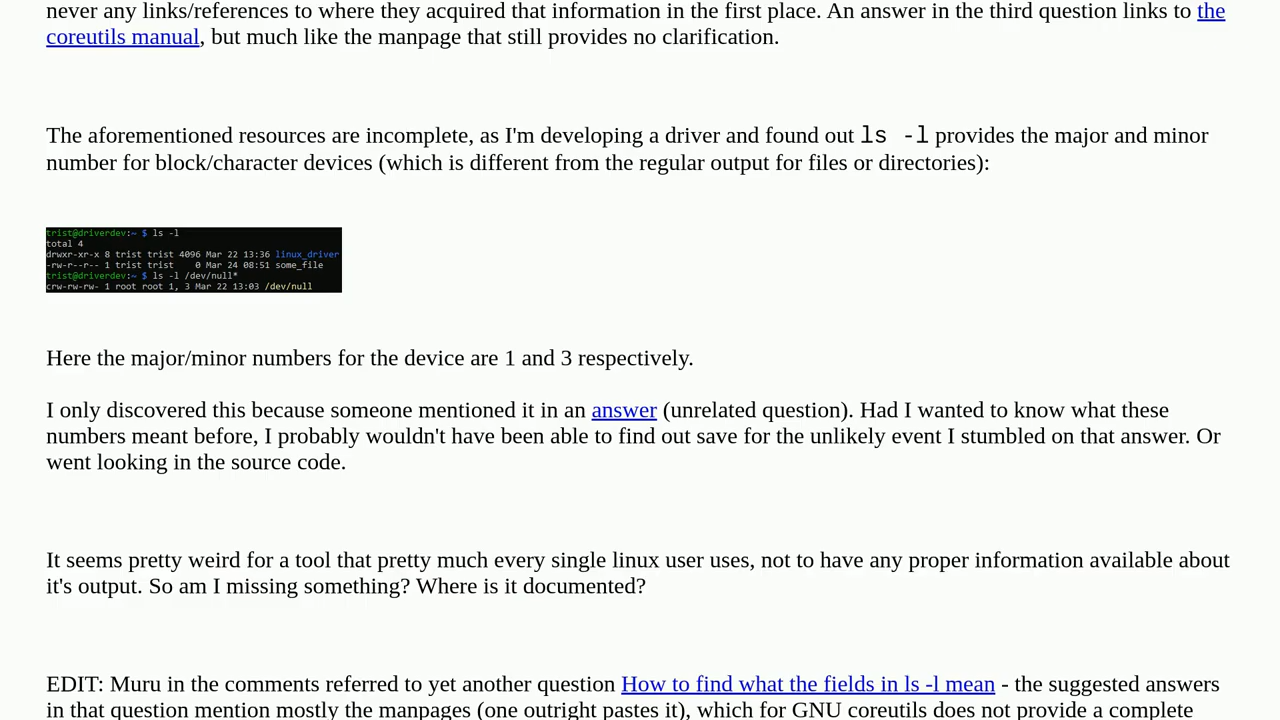 never any links/references to where they acquired that information in the first place. An answer in the third question links to the
coreutils manual, but much like the manpage that still provides no clarification.
The aforementioned resources are incomplete, as I'm developing a driver and found out ls -l provides the major and minor
number for block/character devices (which is different from the regular output for files or directories):
trist@driverdev:~ $ ls -l
total 4
drwxr-xr-x 8 trist trist 4096 Mar 22 13:36 linux_driver
-rw-r--r-- 1 trist trist    0 Mar 24 08:51 some_file
trist@driverdev:~ $ ls -l /dev/null*
crw-rw-rw- 1 root root 1, 3 Mar 22 13:03 /dev/null
Here the major/minor numbers for the device are 1 and 3 respectively.
I only discovered this because someone mentioned it in an answer (unrelated question). Had I wanted to know what these
numbers meant before, I probably wouldn't have been able to find out save for the unlikely event I stumbled on that answer. Or
went looking in the source code.
It seems pretty weird for a tool that pretty much every single linux user uses, not to have any proper information available about
it's output. So am I missing something? Where is it documented?
EDIT: Muru in the comments referred to yet another question How to find what the fields in ls -l mean - the suggested answers
in that question mention mostly the manpages (one outright pastes it), which for GNU coreutils does not provide a complete